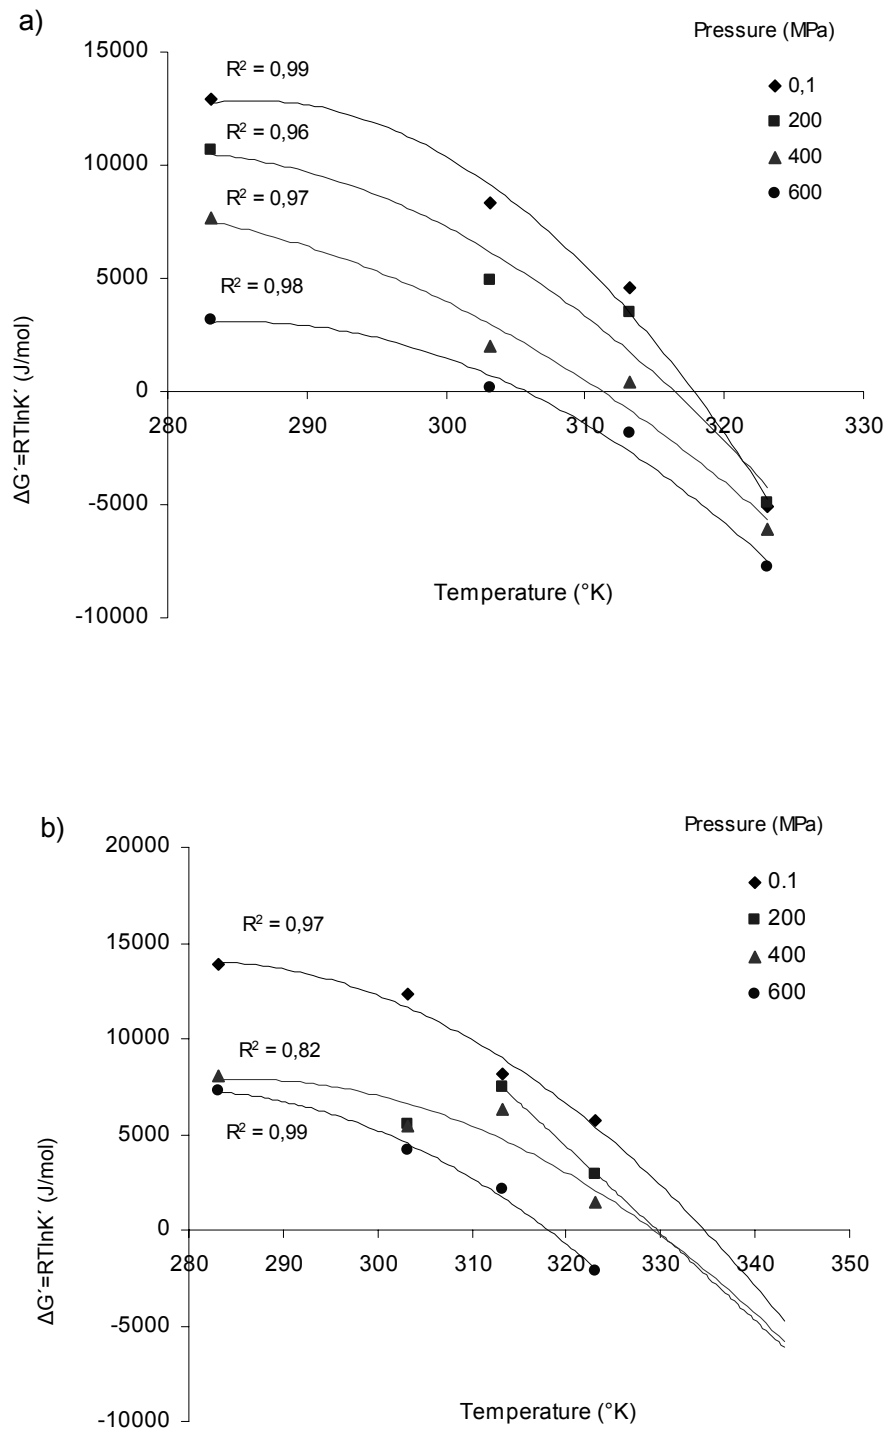 a)
Pressure (MPa)
15000
R² = 0,99
0,1
R² = 0,96
200
10000
400
R² = 0,97
600
5000
R² = 0,98
0
280 290 300 310 320 330
-5000
Temperature (°K)
-10000
ΔG´=RTlnK´ (J/mol)
b)
Pressure (MPa)
20000
0.1
R² = 0,97
200
15000
400
600
10000
R² = 0,82
5000
R² = 0,99
0
280 290 300 310 320 330 340 350
-5000
Temperature (°K)
-10000
ΔG´=RTlnK´ (J/mol)